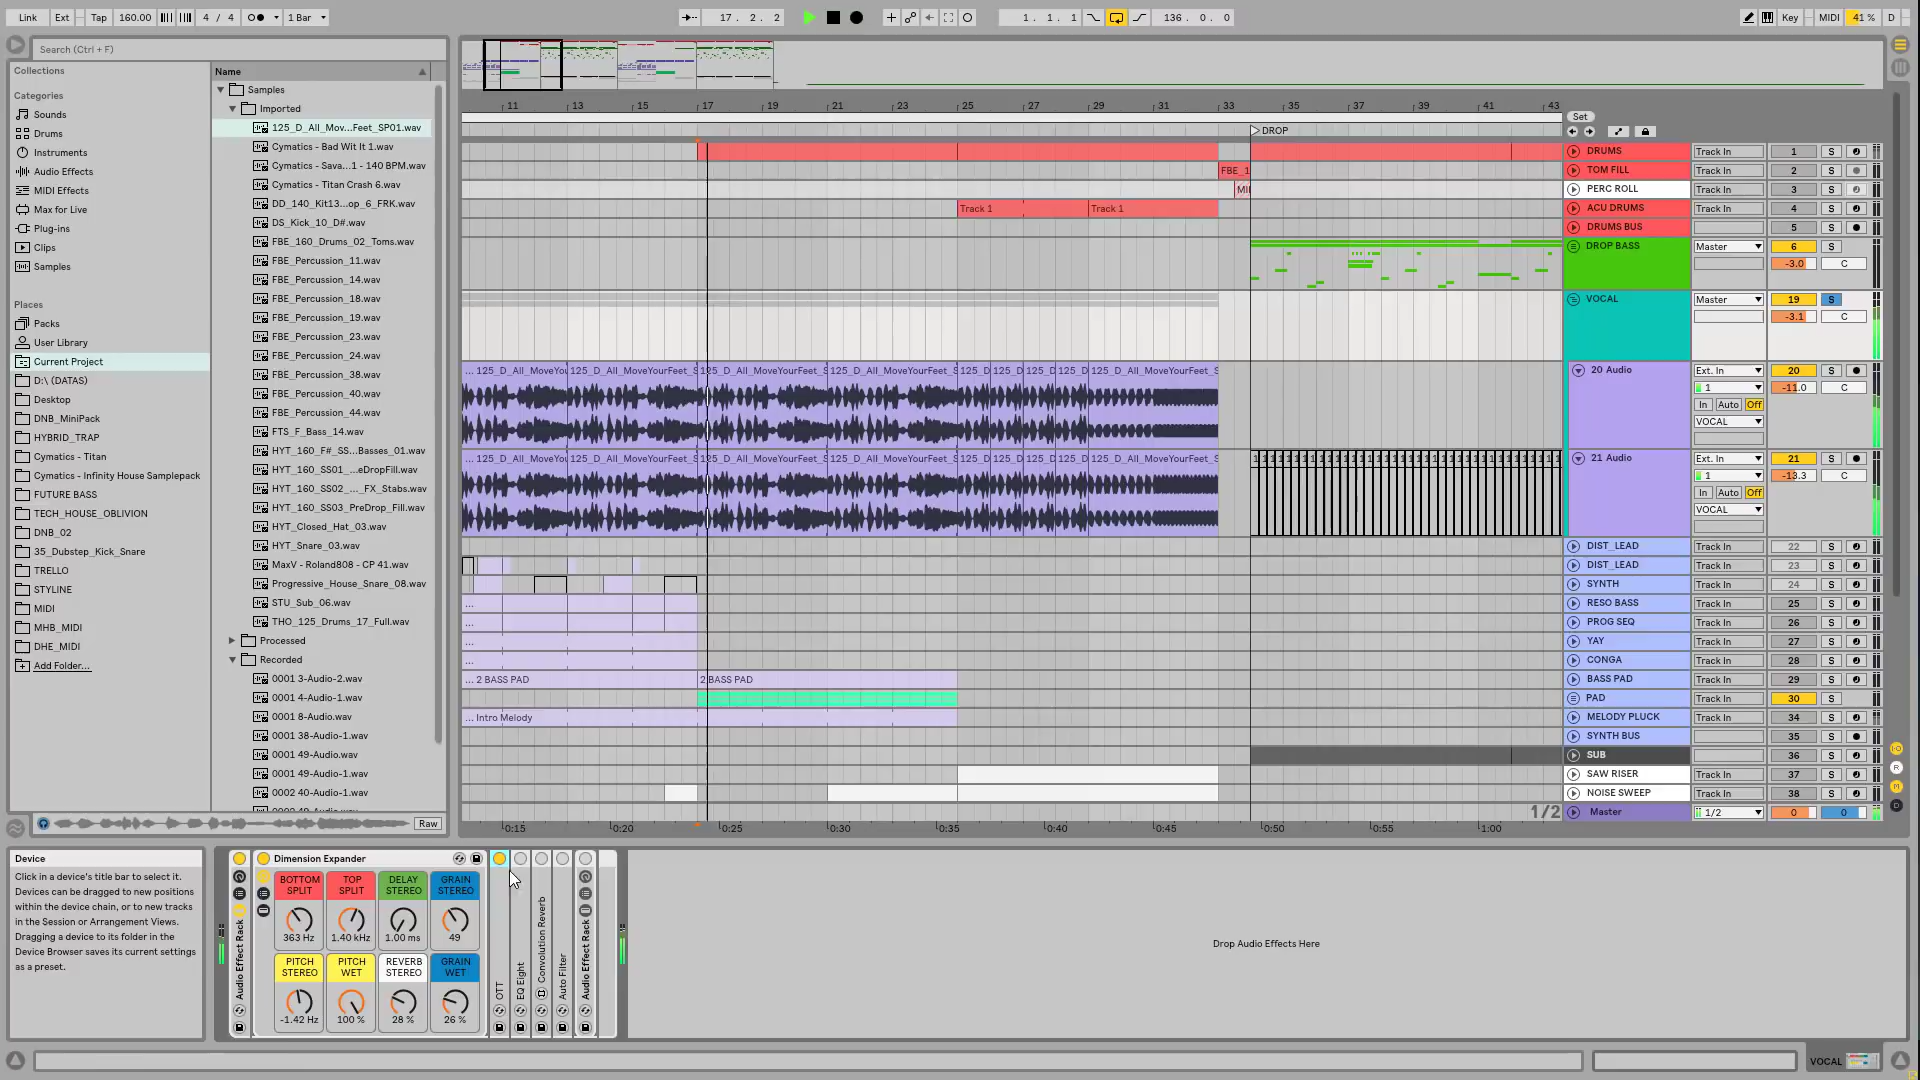 Link Ext Tap 160.00 4 / 4 1 Bar 17 . 2 . 2 1 . 1 . 1 136 . 0 . 0 Key MIDI 41 % D
Search (Ctrl + F)
Collections
Categories
Sounds
Drums
Instruments
Audio Effects
MIDI Effects
Max for Live
Plug-ins
Clips
Samples
Places
Packs
User Library
Current Project
D:\ (DATAS)
Desktop
DNB_MiniPack
HYBRID_TRAP
Cymatics - Titan
Cymatics - Infinity House Samplepack
FUTURE BASS
TECH_HOUSE_OBLIVION
DNB_02
35_Dubstep_Kick_Snare
TRELLO
STYLINE
MIDI
MHB_MIDI
DHE_MIDI
Add Folder...
Name
Samples
Imported
125_D_All_Mov...Feet_SP01.wav
Cymatics - Bad Wit It 1.wav
Cymatics - Sava...1 - 140 BPM.wav
Cymatics - Titan Crash 6.wav
DD_140_Kit13...op_6_FRK.wav
DS_Kick_10_D#.wav
FBE_160_Drums_02_Toms.wav
FBE_Percussion_11.wav
FBE_Percussion_14.wav
FBE_Percussion_18.wav
FBE_Percussion_19.wav
FBE_Percussion_23.wav
FBE_Percussion_24.wav
FBE_Percussion_38.wav
FBE_Percussion_40.wav
FBE_Percussion_44.wav
FTS_F_Bass_14.wav
HYT_160_F#_SS...Basses_01.wav
HYT_160_SS01_...eDropFill.wav
HYT_160_SS02_..._FX_Stabs.wav
HYT_160_SS03_PreDrop_Fill.wav
HYT_Closed_Hat_03.wav
HYT_Snare_03.wav
MaxV - Roland808 - CP 41.wav
Progressive_House_Snare_08.wav
STU_Sub_06.wav
THO_125_Drums_17_Full.wav
Processed
Recorded
0001 3-Audio-2.wav
0001 4-Audio-1.wav
0001 8-Audio.wav
0001 38-Audio-1.wav
0001 49-Audio.wav
0001 49-Audio-1.wav
0002 40-Audio-1.wav
Raw
11 13 15 17 19 21 23 25 27 29 31 33 35 37 39 41 43
Set
DROP
DRUMS Track In 1 S
FBE_1 TOM FILL Track In 2 S
PERC ROLL Track In 3 S
Track 1 Track 1 ACU DRUMS Track In 4 S
DRUMS BUS 5 S
DROP BASS Master 6 S
-3.0 C
VOCAL Master 19 S
-3.1 C
... 125_D_All_MoveYou 125_D_All_MoveYourFeet_S 125_D_All_MoveYourFeet_S 125_D_All_MoveYourFeet_S 125_D 125_D 125_D 125_D 125_D_All_MoveYourFeet_S 20 Audio Ext. In 20 S
1 -11.0 C
In Auto Off
VOCAL
... 125_D_All_MoveYou 125_D_All_MoveYourFeet_S 125_D_All_MoveYourFeet_S 125_D_All_MoveYourFeet_S 125_D 125_D 125_D 125_D 125_D_All_MoveYourFeet_S 21 Audio Ext. In 21 S
1 -13.3 C
In Auto Off
VOCAL
DIST_LEAD Track In 22 S
DIST_LEAD Track In 23 S
SYNTH Track In 24 S
... RESO BASS Track In 25 S
... PROG SEQ Track In 26 S
... YAY Track In 27 S
... CONGA Track In 28 S
... 2 BASS PAD 2 BASS PAD BASS PAD Track In 29 S
PAD Track In 30 S
... Intro Melody MELODY PLUCK Track In 34 S
SYNTH BUS 35 S
SUB 36 S
SAW RISER Track In 37 S
NOISE SWEEP Track In 38 S
1/2 Master 1/2 0 0
0:15 0:20 0:25 0:30 0:35 0:40 0:45 0:50 0:55 1:00
Device
Click in a device's title bar to select it.
Devices can be dragged to new positions
within the device chain, or to new tracks
in the Session or Arrangement Views.
Dragging a device to its folder in the
Device Browser saves its current settings
as a preset.
Audio Effect Rack
Dimension Expander
BOTTOM SPLIT TOP SPLIT DELAY STEREO GRAIN STEREO
363 Hz 1.40 kHz 1.00 ms 49
PITCH STEREO PITCH WET REVERB STEREO GRAIN WET
-1.42 Hz 100 % 28 % 26 %
OTT
EQ Eight
Convolution Reverb
Auto Filter
Audio Effect Rack
Drop Audio Effects Here
VOCAL